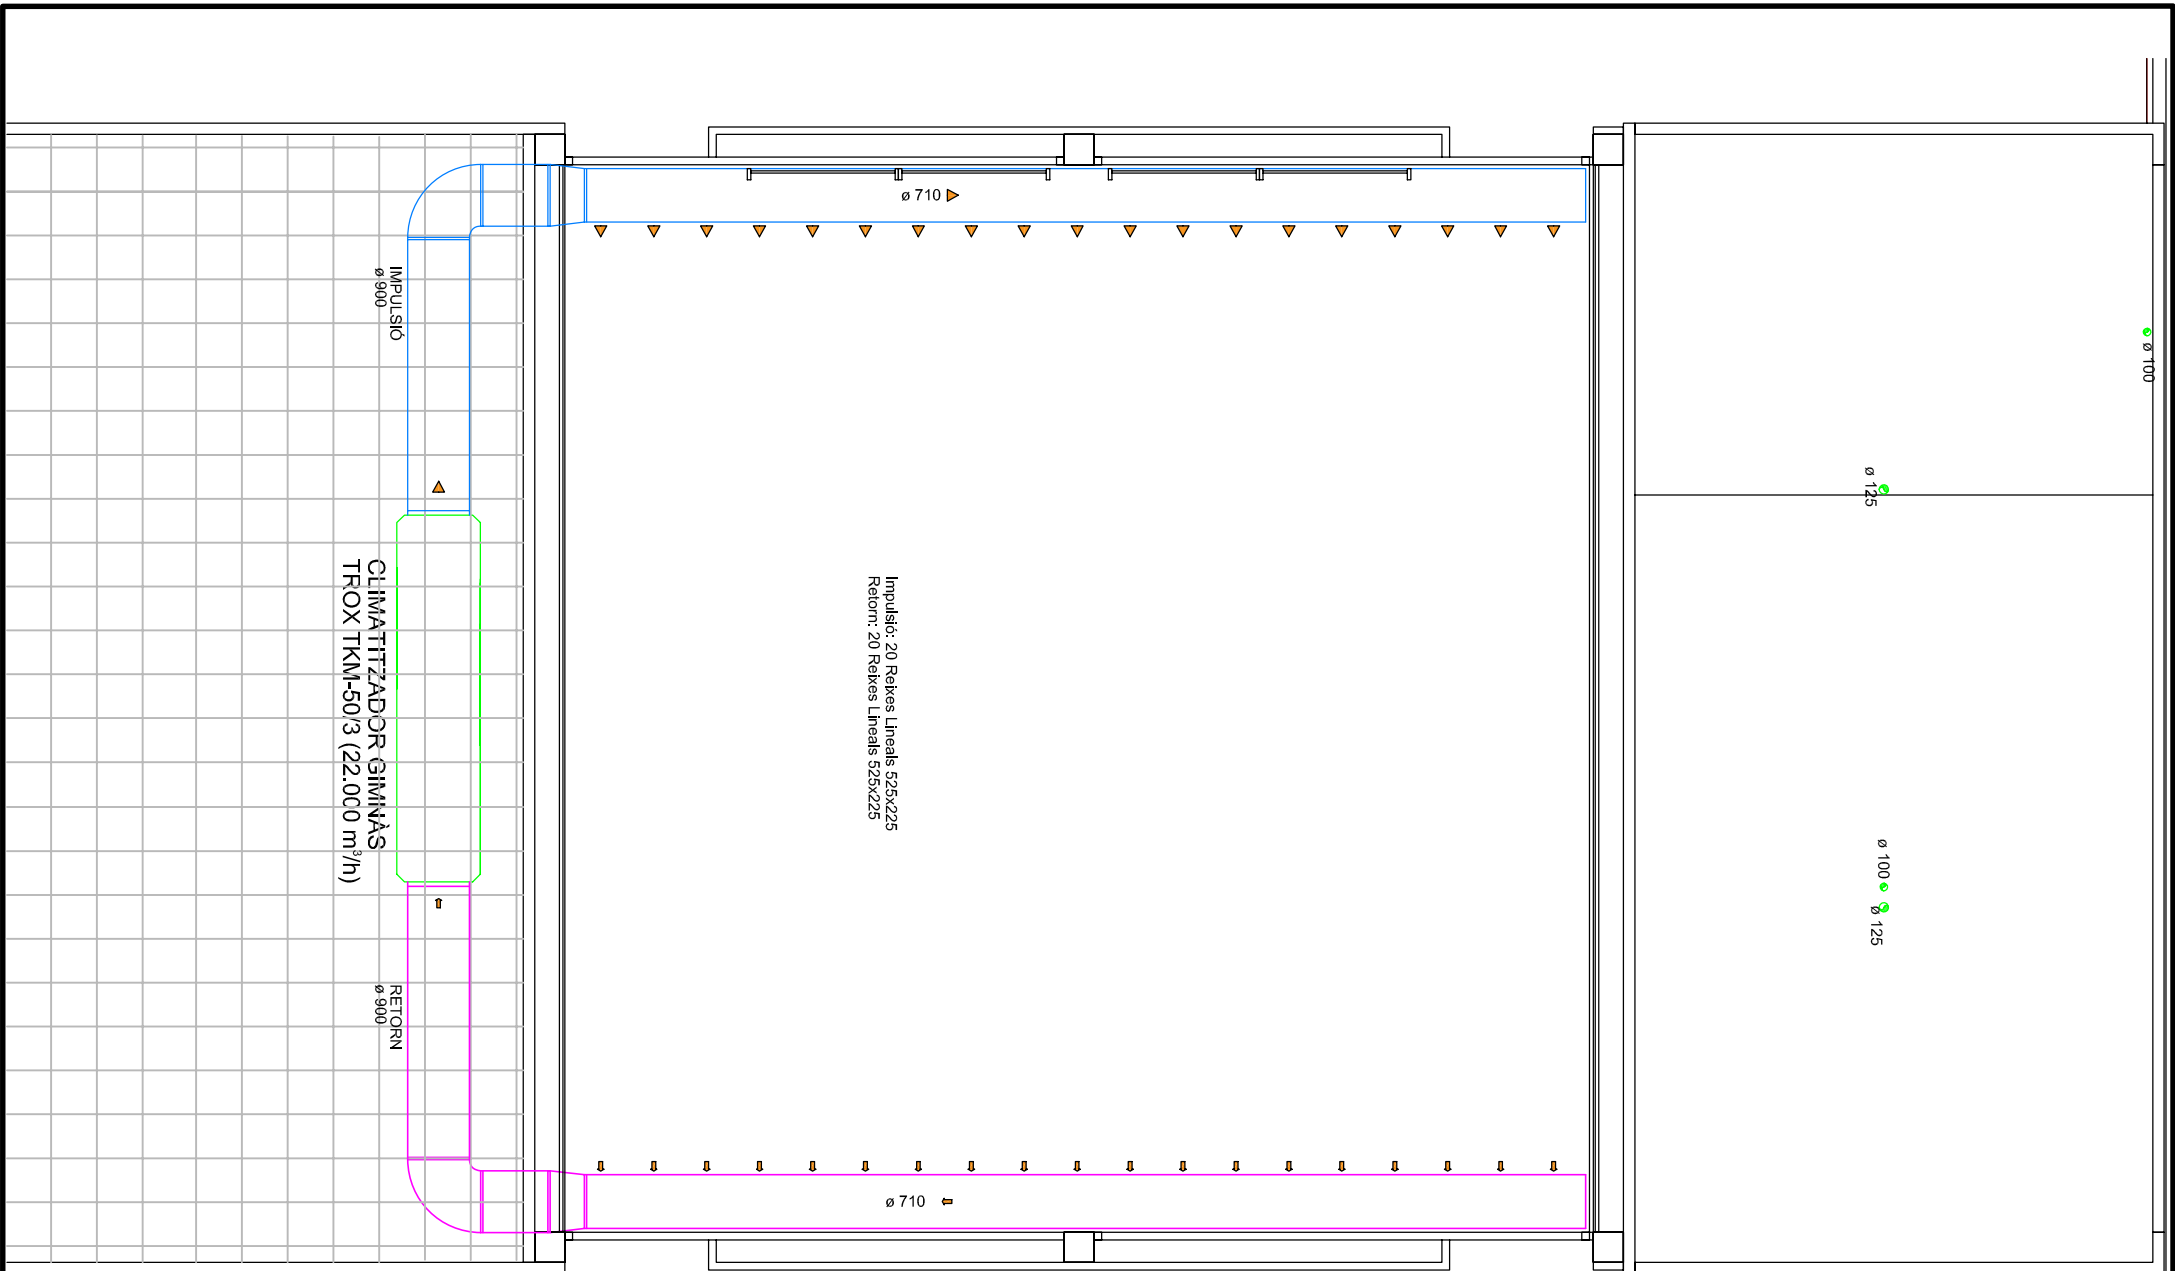 ø 710
IMPULSIÓ
ø 900
ø 100
ø 125
CLIMATITZADOR GIMNÀS
TROX TKM-50/3 (22.000 m³/h)
Impulsió: 20 Reixes Lineals 525x225
Retorn: 20 Reixes Lineals 525x225
ø 100
ø 125
RETORN
ø 900
ø 710